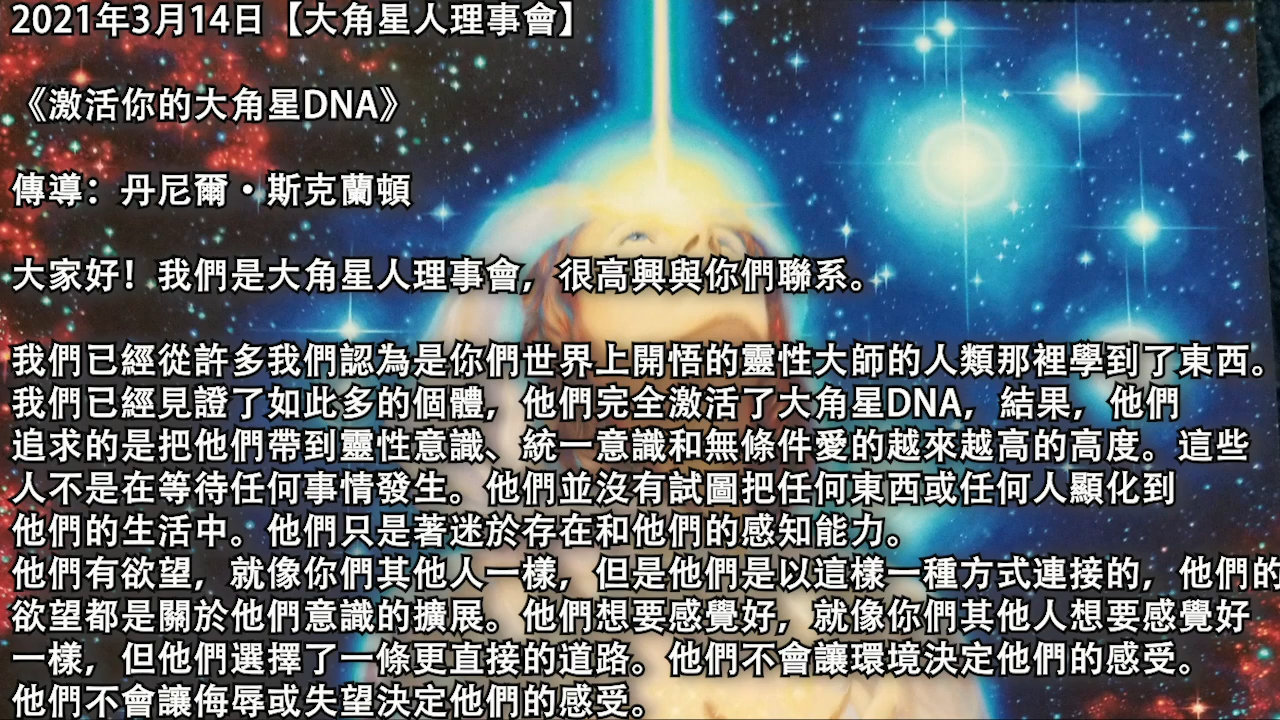 2021年3月14日【大角星人理事會】
《激活你的大角星DNA》
傳導：丹尼爾·斯克蘭頓
大家好！我們是大角星人理事會，很高興與你們聯系。
我們已經從許多我們認為是你們世界上開悟的靈性大師的人類那裡學到了東西。
我們已經見證了如此多的個體，他們完全激活了大角星DNA，結果，他們
追求的是把他們帶到靈性意識、統一意識和無條件愛的越來越高的高度。這些
人不是在等待任何事情發生。他們並沒有試圖把任何東西或任何人顯化到
他們的生活中。他們只是著迷於存在和他們的感知能力。
他們有欲望，就像你們其他人一樣，但是他們是以這樣一種方式連接的，他們的
欲望都是關於他們意識的擴展。他們想要感覺好，就像你們其他人想要感覺好
一樣，但他們選擇了一條更直接的道路。他們不會讓環境決定他們的感受。
他們不會讓侮辱或失望決定他們的感受。